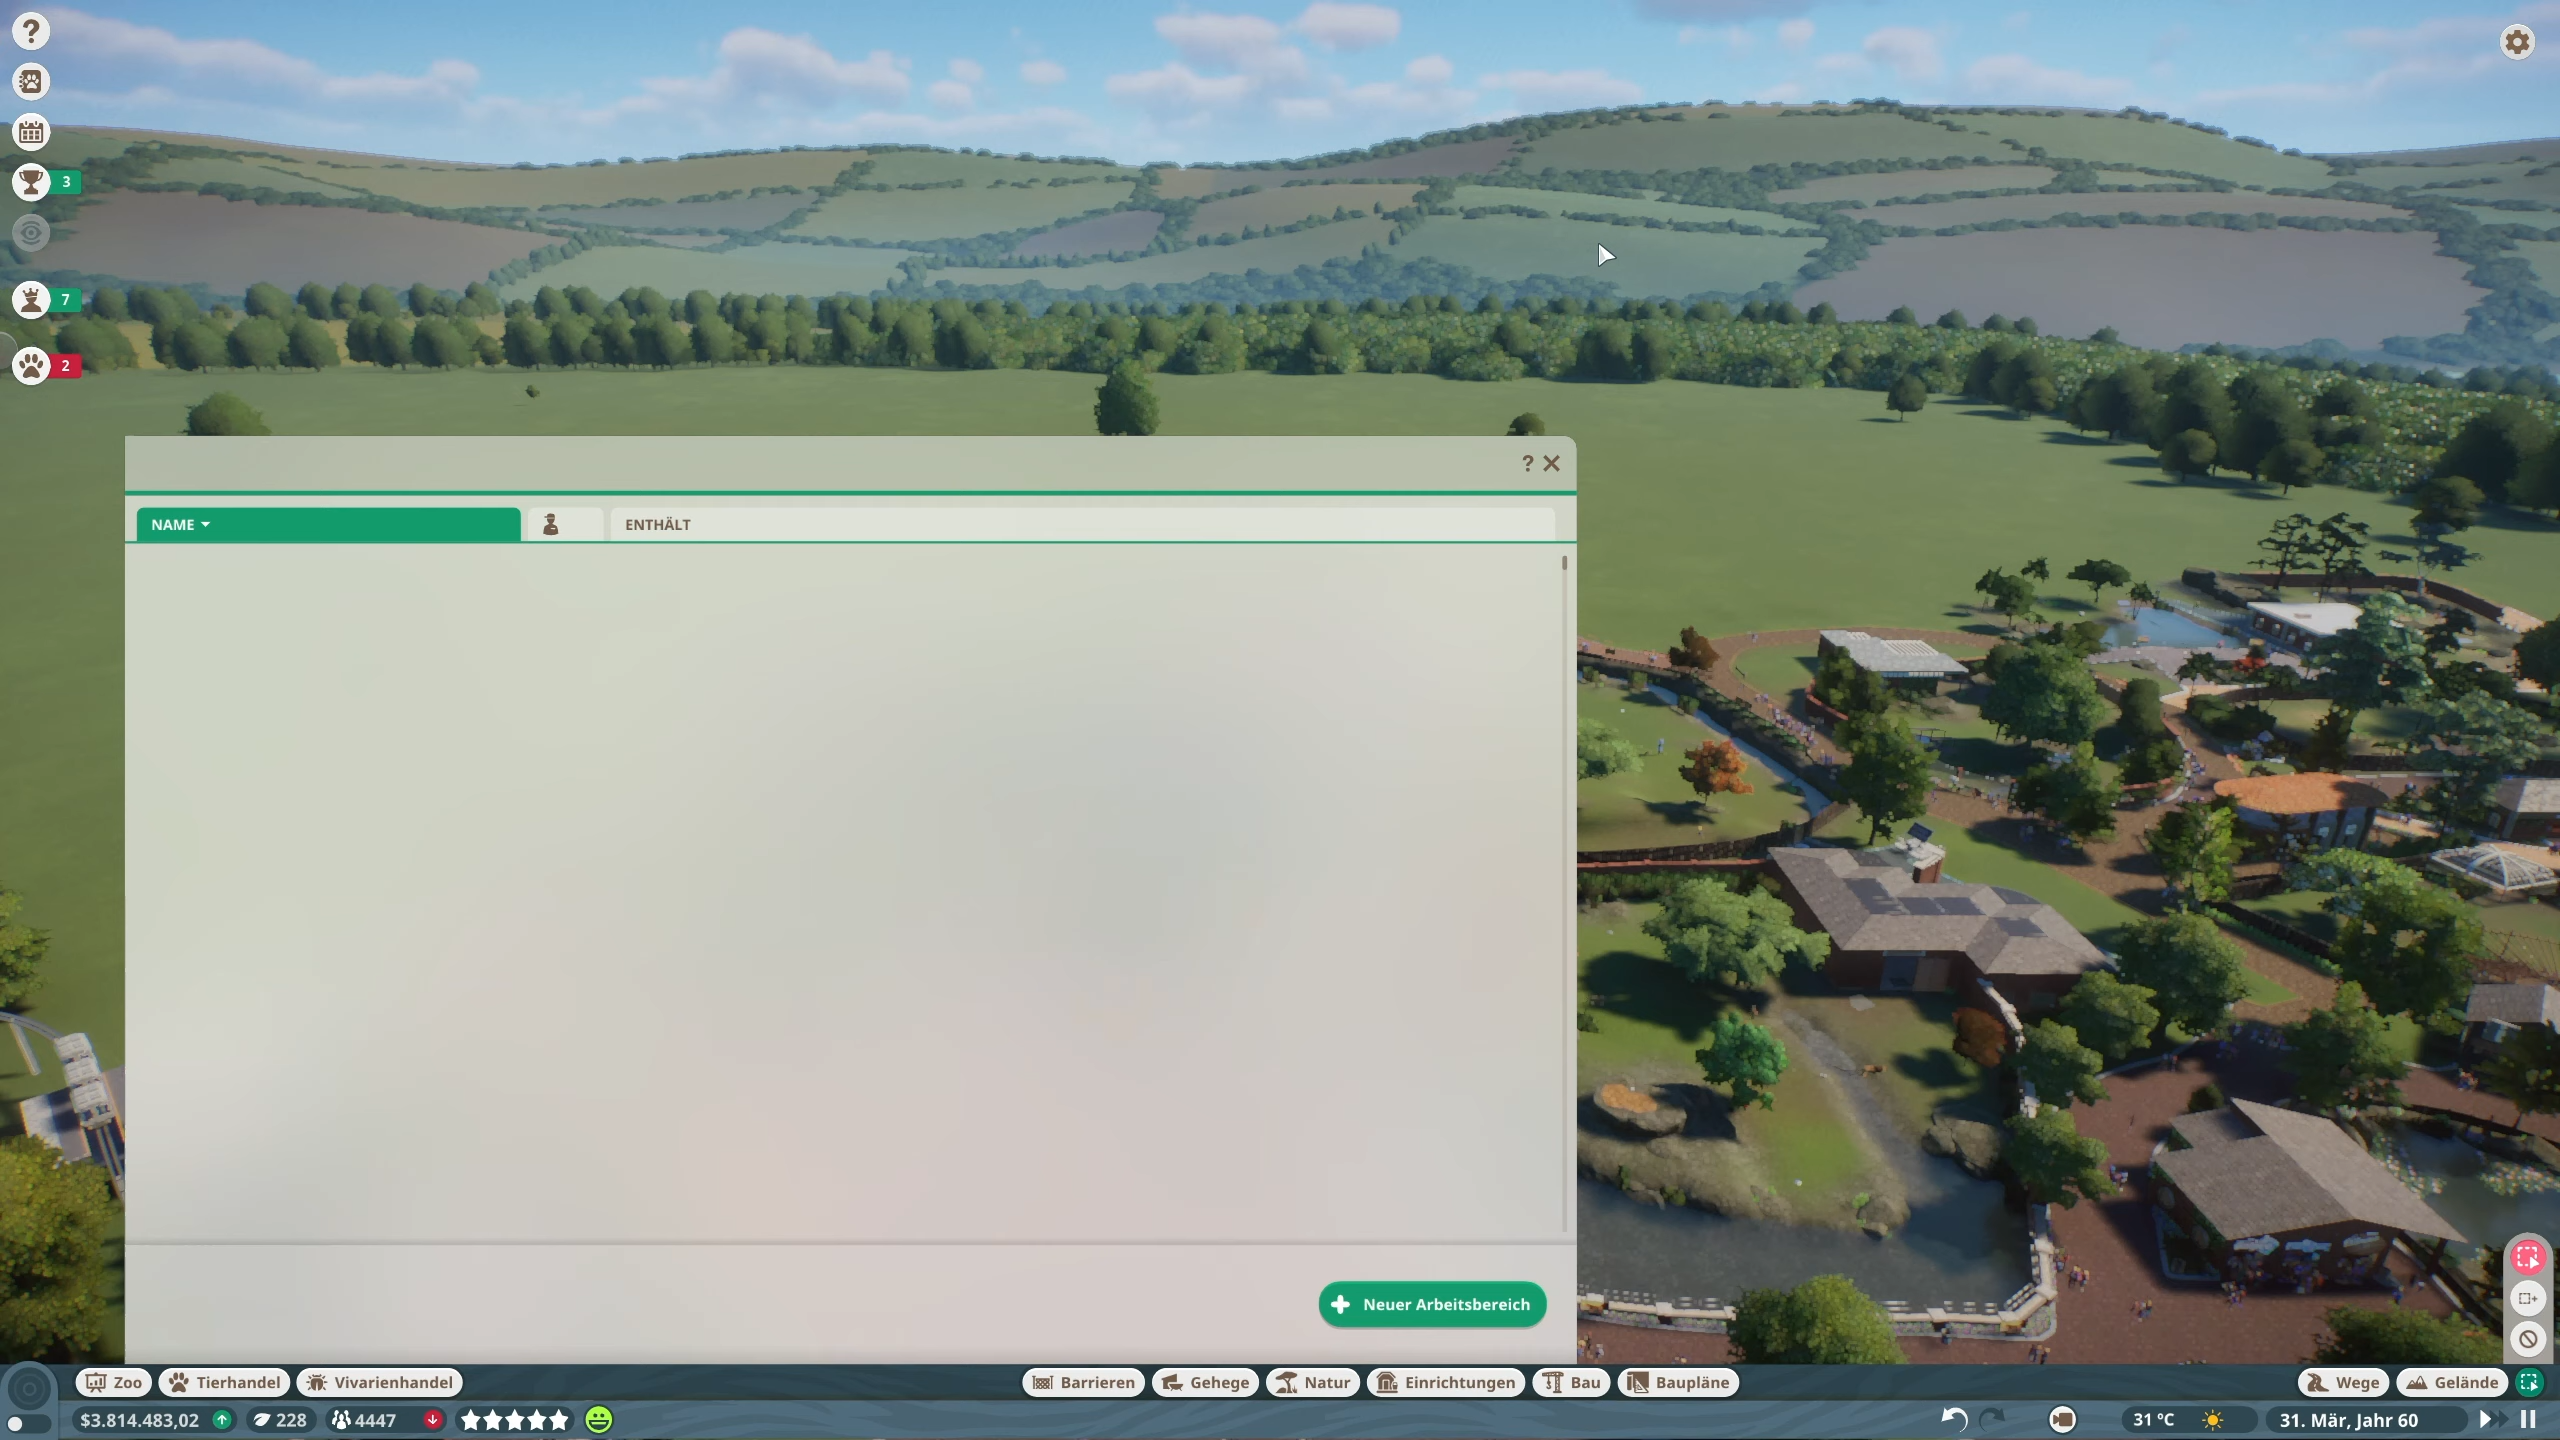 ?
3
7
2
? ✕
NAME
ENTHÄLT
Neuer Arbeitsbereich
Zoo
Tierhandel
Vivarienhandel
Barrieren
Gehege
Natur
Einrichtungen
Bau
Baupläne
Wege
Gelände
$3.814.483,02
228
4447
31 °C
31. Mär, Jahr 60